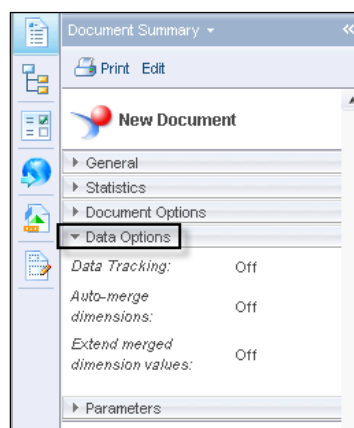 Document Summary
Print Edit
New Document
General
Statistics
Document Options
Data Options
Data Tracking: Off
Auto-merge
dimensions: Off
Extend merged
dimension values: Off
Parameters